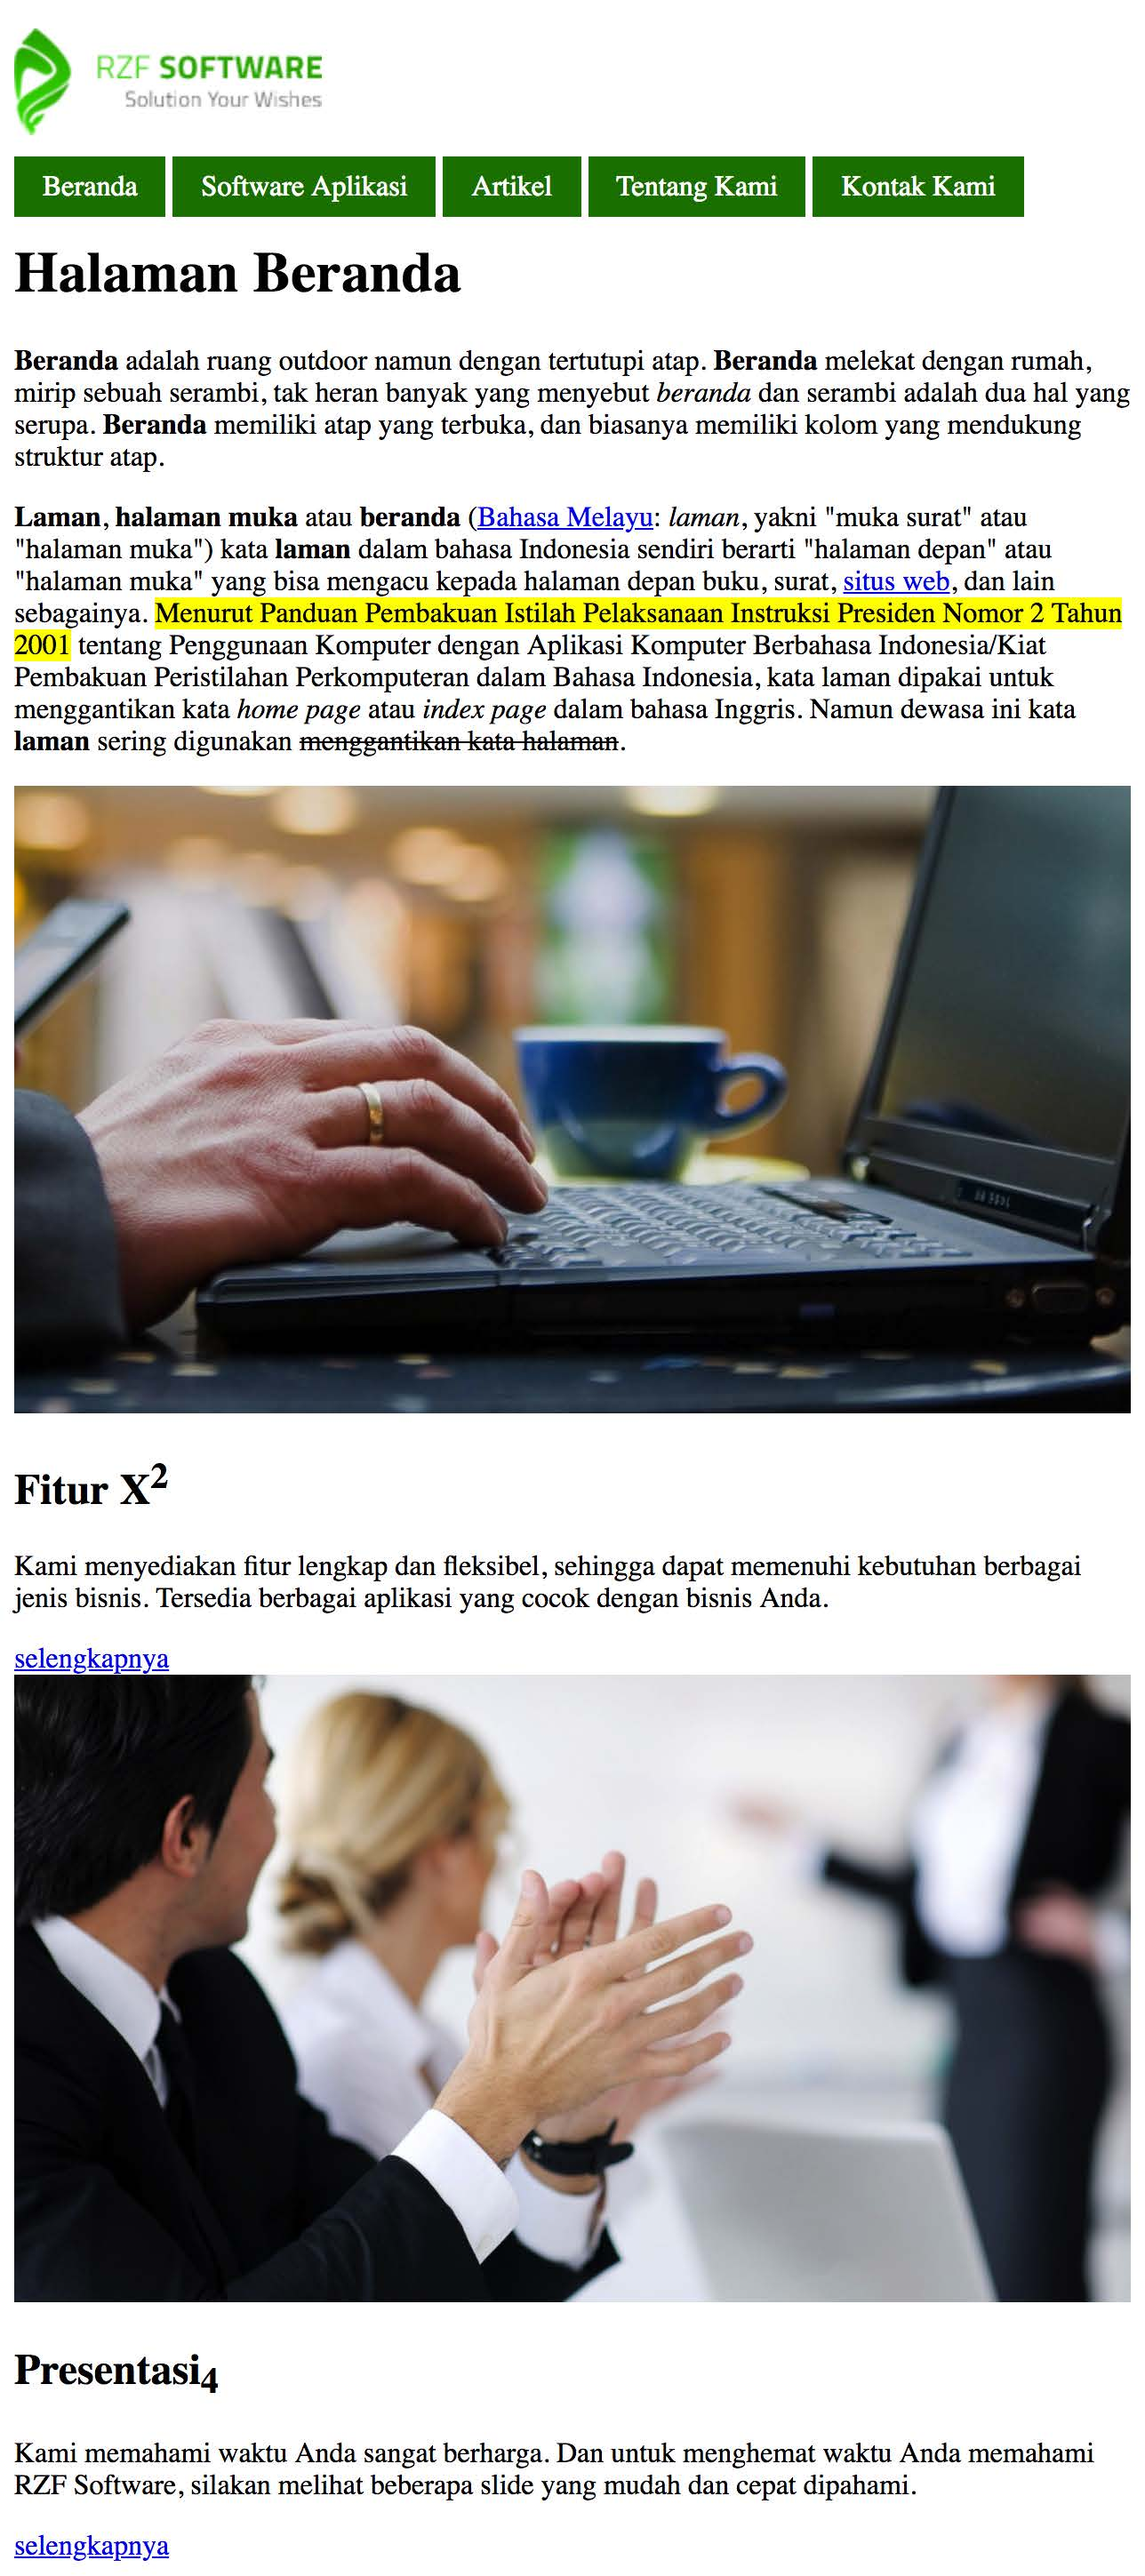 RZF SOFTWARE
Solution Your Wishes
Beranda Software Aplikasi Artikel Tentang Kami Kontak Kami
Halaman Beranda
Beranda adalah ruang outdoor namun dengan tertutupi atap. Beranda melekat dengan rumah,
mirip sebuah serambi, tak heran banyak yang menyebut beranda dan serambi adalah dua hal yang
serupa. Beranda memiliki atap yang terbuka, dan biasanya memiliki kolom yang mendukung
struktur atap.
Laman, halaman muka atau beranda (Bahasa Melayu: laman, yakni "muka surat" atau
"halaman muka") kata laman dalam bahasa Indonesia sendiri berarti "halaman depan" atau
"halaman muka" yang bisa mengacu kepada halaman depan buku, surat, situs web, dan lain
sebagainya. Menurut Panduan Pembakuan Istilah Pelaksanaan Instruksi Presiden Nomor 2 Tahun
2001 tentang Penggunaan Komputer dengan Aplikasi Komputer Berbahasa Indonesia/Kiat
Pembakuan Peristilahan Perkomputeran dalam Bahasa Indonesia, kata laman dipakai untuk
menggantikan kata home page atau index page dalam bahasa Inggris. Namun dewasa ini kata
laman sering digunakan menggantikan kata halaman.
Fitur X²
Kami menyediakan fitur lengkap dan fleksibel, sehingga dapat memenuhi kebutuhan berbagai
jenis bisnis. Tersedia berbagai aplikasi yang cocok dengan bisnis Anda.
selengkapnya
Presentasi₄
Kami memahami waktu Anda sangat berharga. Dan untuk menghemat waktu Anda memahami
RZF Software, silakan melihat beberapa slide yang mudah dan cepat dipahami.
selengkapnya